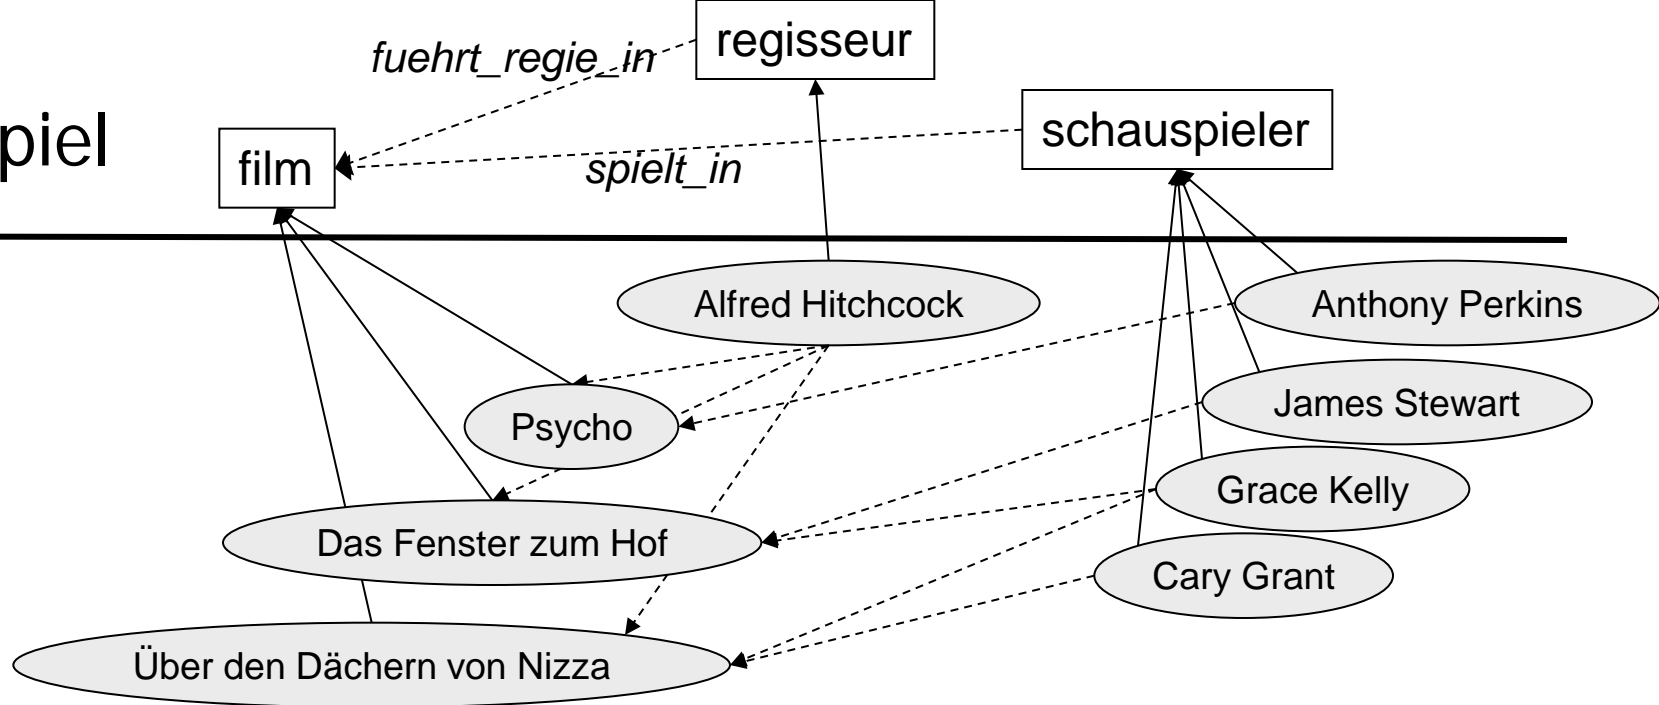 regisseur
fuehrt_regie_in
schauspieler
piel
film
spielt_in
Alfred Hitchcock
Anthony Perkins
James Stewart
Psycho
Grace Kelly
Das Fenster zum Hof
Cary Grant
Über den Dächern von Nizza